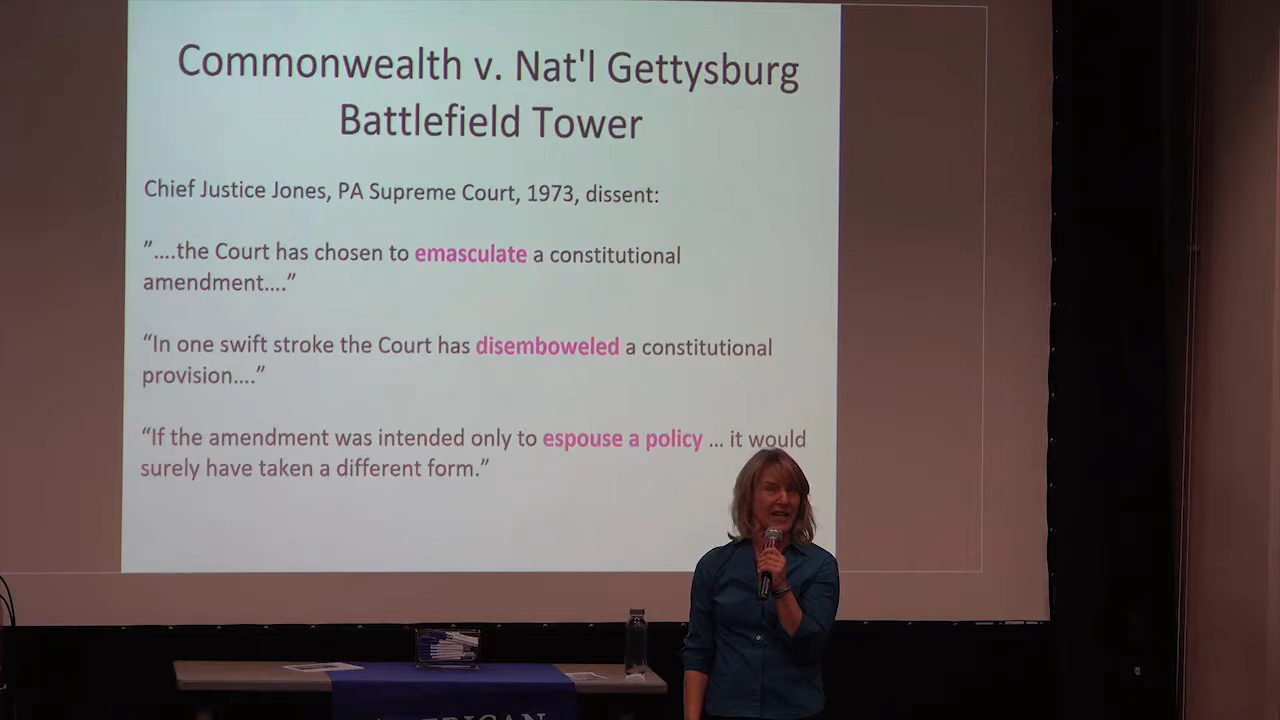 Commonwealth v. Nat'l Gettysburg
Battlefield Tower
Chief Justice Jones, PA Supreme Court, 1973, dissent:
”....the Court has chosen to emasculate a constitutional
amendment....”
“In one swift stroke the Court has disemboweled a constitutional
provision....”
“If the amendment was intended only to espouse a policy ... it would
surely have taken a different form.”
AMERICAN